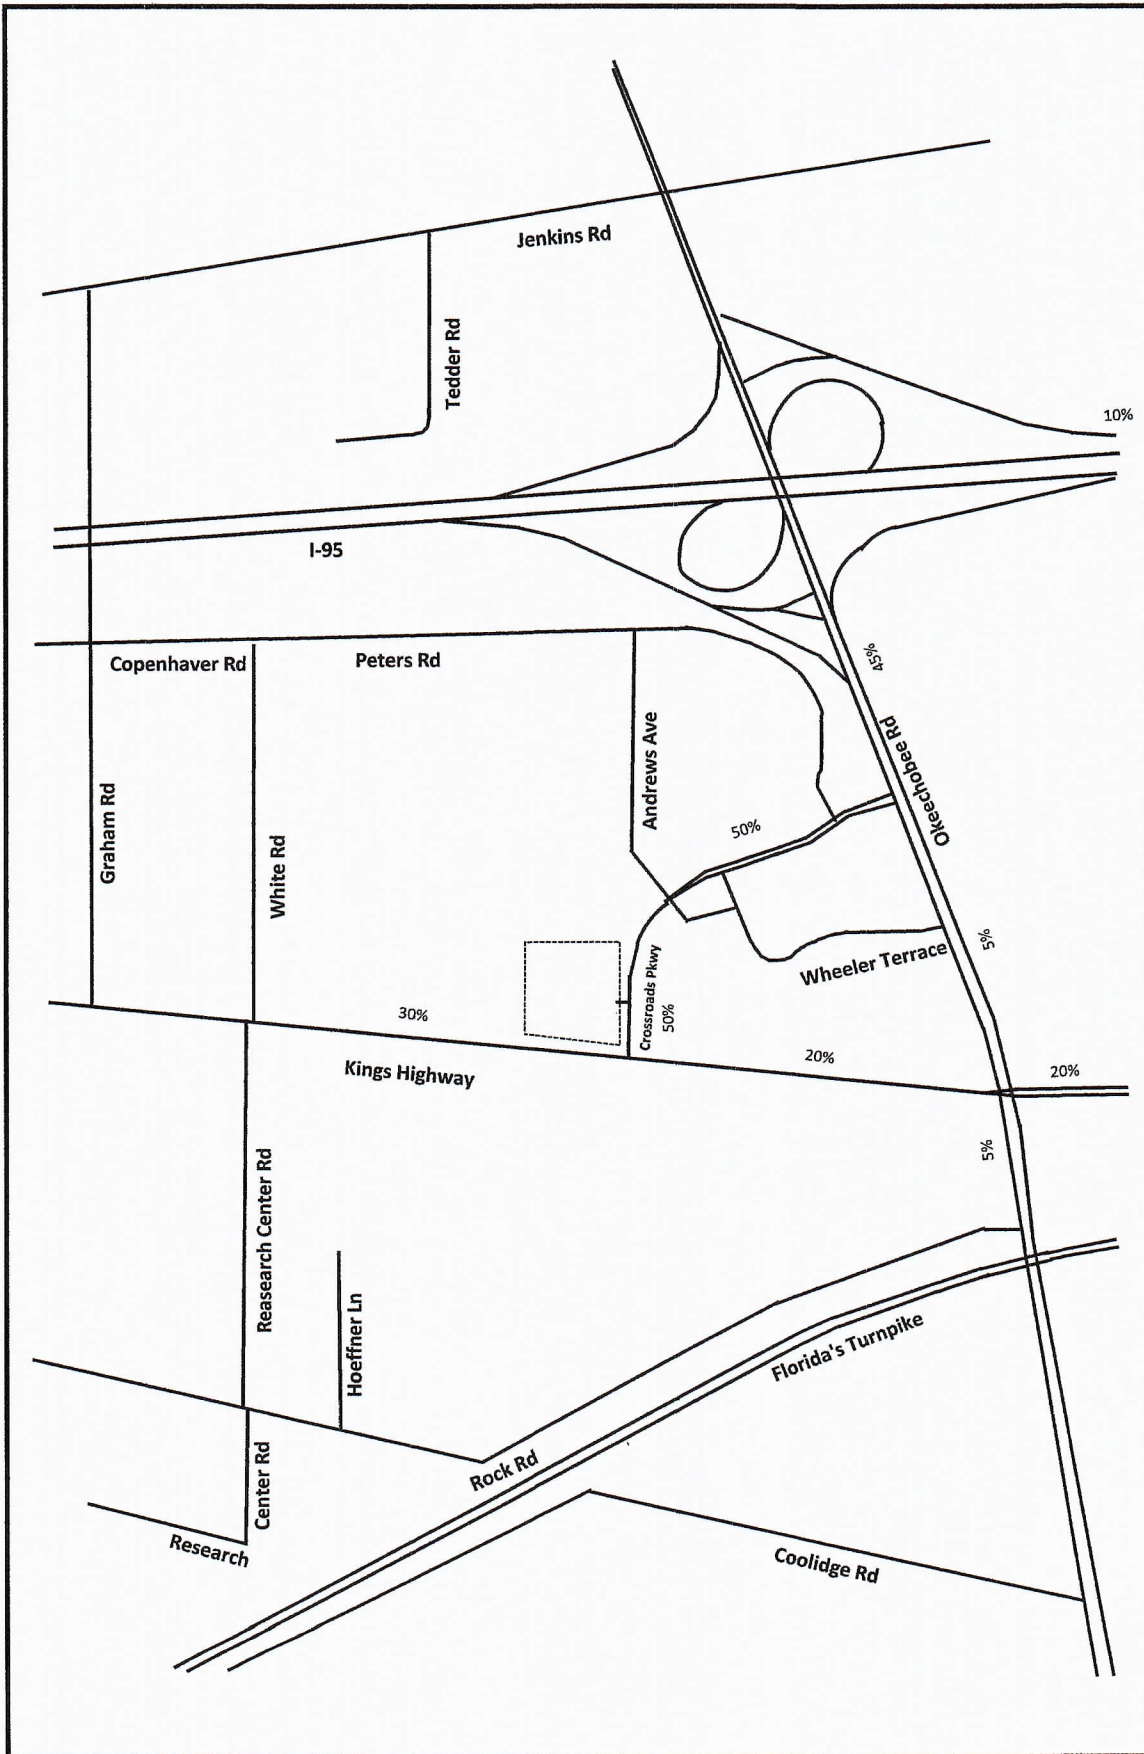 Jenkins Rd
Tedder Rd
10%
I-95
45%
Copenhaver Rd
Peters Rd
Andrews Ave
Okeechobee Rd
Graham Rd
White Rd
50%
5%
Wheeler Terrace
Crossroads Pkwy
50%
30%
20%
20%
Kings Highway
5%
Reasearch Center Rd
Hoeffner Ln
Florida's Turnpike
Rock Rd
Center Rd
Research
Coolidge Rd